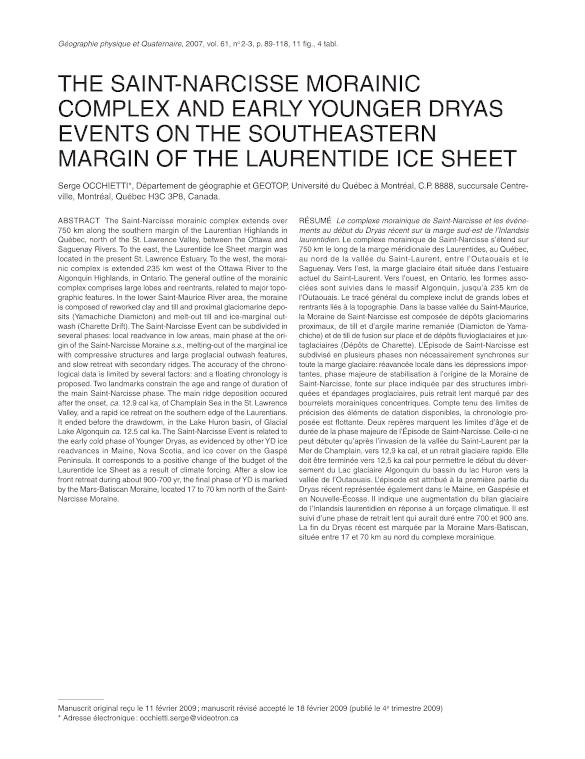 Géographie physique et Quaternaire, 2007, vol. 61, nº 2-3, p. 89-118, 11 fig., 4 tabl.
THE SAINT-NARCISSE MORAINIC
COMPLEX AND EARLY YOUNGER DRYAS
EVENTS ON THE SOUTHEASTERN
MARGIN OF THE LAURENTIDE ICE SHEET
Serge OCCHIETTI*, Département de géographie et GEOTOP, Université du Québec à Montréal, C.P. 8888, succursale Centre-
ville, Montréal, Québec H3C 3P8, Canada.
ABSTRACT The Saint-Narcisse morainic complex extends over
750 km along the southern margin of the Laurentian Highlands in
Québec, north of the St. Lawrence Valley, between the Ottawa and
Saguenay Rivers. To the east, the Laurentide Ice Sheet margin was
located in the present St. Lawrence Estuary. To the west, the morai-
nic complex is extended 235 km west of the Ottawa River to the
Algonquin Highlands, in Ontario. The general outline of the morainic
complex comprises large lobes and reentrants, related to major topo-
graphic features. In the lower Saint-Maurice River area, the moraine
is composed of reworked clay and till and proximal glaciomarine depo-
sits (Yamachiche Diamicton) and melt-out till and ice-marginal out-
wash (Charette Drift). The Saint-Narcisse Event can be subdivided in
several phases: local readvance in low areas, main phase at the ori-
gin of the Saint-Narcisse Moraine s.s., melting-out of the marginal ice
with compressive structures and large proglacial outwash features,
and slow retreat with secondary ridges. The accuracy of the chrono-
logical data is limited by several factors: and a floating chronology is
proposed. Two landmarks constrain the age and range of duration of
the main Saint-Narcisse phase. The main ridge deposition occured
after the onset, ca. 12.9 cal ka, of Champlain Sea in the St. Lawrence
Valley, and a rapid ice retreat on the southern edge of the Laurentians.
It ended before the drawdowm, in the Lake Huron basin, of Glacial
Lake Algonquin ca. 12.5 cal ka. The Saint-Narcisse Event is related to
the early cold phase of Younger Dryas, as evidenced by other YD ice
readvances in Maine, Nova Scotia, and ice cover on the Gaspé
Peninsula. It corresponds to a positive change of the budget of the
Laurentide Ice Sheet as a result of climate forcing. After a slow ice
front retreat during about 900-700 yr, the final phase of YD is marked
by the Mars-Batiscan Moraine, located 17 to 70 km north of the Saint-
Narcisse Moraine.
RÉSUMÉ Le complexe morainique de Saint-Narcisse et les événe-
ments au début du Dryas récent sur la marge sud-est de l'Inlandsis
laurentidien. Le complexe morainique de Saint-Narcisse s'étend sur
750 km le long de la marge méridionale des Laurentides, au Québec,
au nord de la vallée du Saint-Laurent, entre l'Outaouais et le
Saguenay. Vers l'est, la marge glaciaire était située dans l'estuaire
actuel du Saint-Laurent. Vers l'ouest, en Ontario, les formes asso-
ciées sont suivies dans le massif Algonquin, jusqu'à 235 km de
l'Outaouais. Le tracé général du complexe inclut de grands lobes et
rentrants liés à la topographie. Dans la basse vallée du Saint-Maurice,
la Moraine de Saint-Narcisse est composée de dépôts glaciomarins
proximaux, de till et d'argile marine remaniée (Diamicton de Yama-
chiche) et de till de fusion sur place et de dépôts fluvioglaciaires et jux-
taglaciaires (Dépôts de Charette). L'Épisode de Saint-Narcisse est
subdivisé en plusieurs phases non nécessairement synchrones sur
toute la marge glaciaire: réavancée locale dans les dépressions impor-
tantes, phase majeure de stabilisation à l'origine de la Moraine de
Saint-Narcisse, fonte sur place indiquée par des structures imbri-
quées et épandages proglaciaires, puis retrait lent marqué par des
bourrelets morainiques concentriques. Compte tenu des limites de
précision des éléments de datation disponibles, la chronologie pro-
posée est flottante. Deux repères marquent les limites d'âge et de
durée de la phase majeure de l'Épisode de Saint-Narcisse. Celle-ci ne
peut débuter qu'après l'invasion de la vallée du Saint-Laurent par la
Mer de Champlain, vers 12,9 ka cal, et un retrait glaciaire rapide. Elle
doit être terminée vers 12,5 ka cal pour permettre le début du déver-
sement du Lac glaciaire Algonquin du bassin du lac Huron vers la
vallée de l'Outaouais. L'épisode est attribué à la première partie du
Dryas récent représentée également dans le Maine, en Gaspésie et
en Nouvelle-Écosse. Il indique une augmentation du bilan glaciaire
de l'Inlandsis laurentidien en réponse à un forçage climatique. Il est
suivi d'une phase de retrait lent qui aurait duré entre 700 et 900 ans.
La fin du Dryas récent est marquée par la Moraine Mars-Batiscan,
située entre 17 et 70 km au nord du complexe morainique.
Manuscrit original reçu le 11 février 2009 ; manuscrit révisé accepté le 18 février 2009 (publié le 4e trimestre 2009)
* Adresse électronique : occhietti.serge@videotron.ca